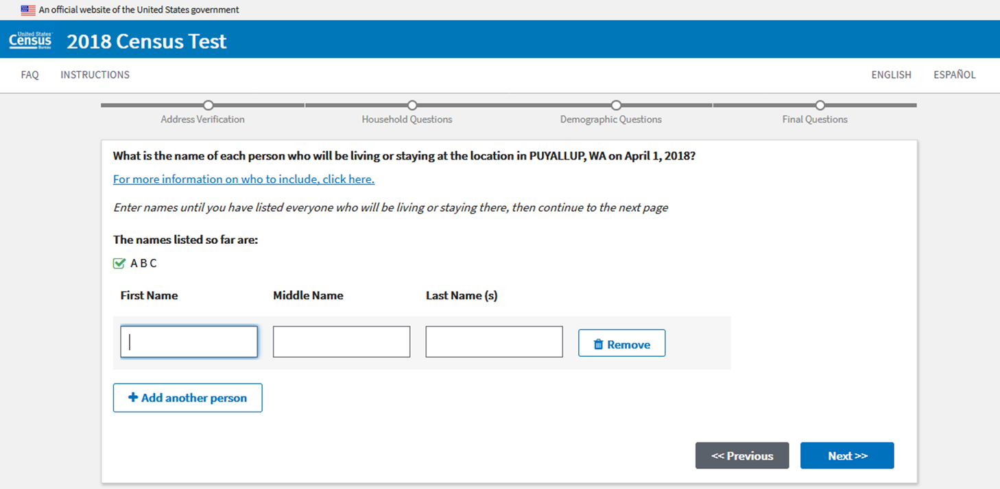 An official website of the United States government
United States
Census
Bureau
2018 Census Test
FAQ INSTRUCTIONS ENGLISH ESPAÑOL
Address Verification Household Questions Demographic Questions Final Questions
What is the name of each person who will be living or staying at the location in PUYALLUP, WA on April 1, 2018?
For more information on who to include, click here.
Enter names until you have listed everyone who will be living or staying there, then continue to the next page
The names listed so far are:
A B C
First Name Middle Name Last Name (s)
Remove
+ Add another person
<< Previous Next >>